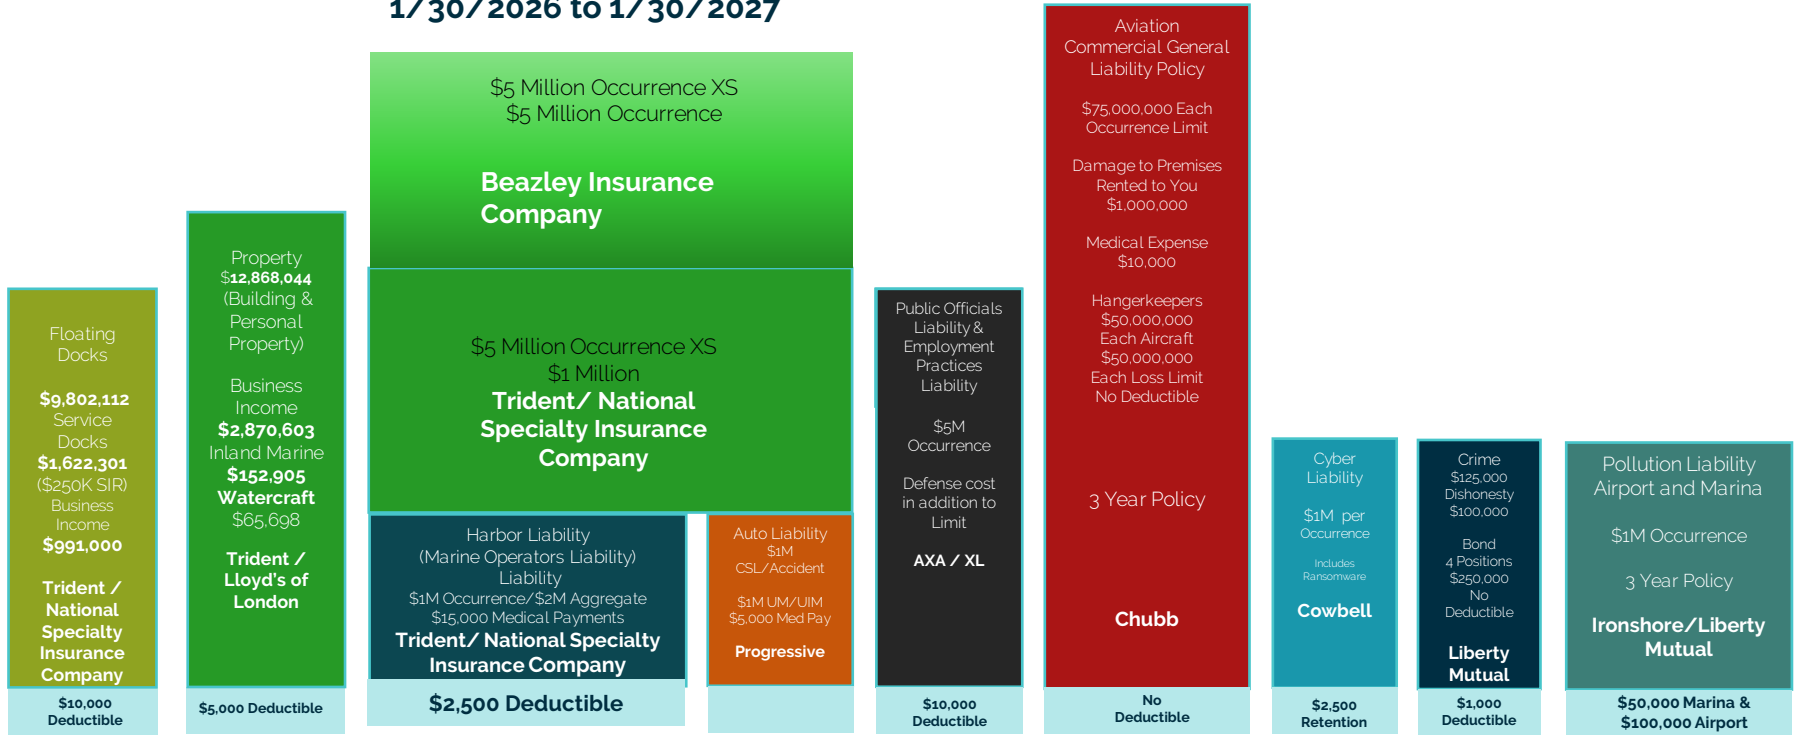 1/30/2026 to 1/30/2027
Floating
Docks
$9,802,112
Service
Docks
$1,622,301
($250K SIR)
Business
Income
$991,000
Trident /
National
Specialty
Insurance
Company
$10,000
Deductible
Property
$12,868,044
(Building &
Personal
Property)
Business
Income
$2,870,603
Inland Marine
$152,905
Watercraft
$65,698
Trident /
Lloyd's of
London
$5,000 Deductible
$5 Million Occurrence XS
$5 Million Occurrence
Beazley Insurance
Company
$5 Million Occurrence XS
$1 Million
Trident/ National
Specialty Insurance
Company
Harbor Liability
(Marine Operators Liability)
Liability
$1M Occurrence/$2M Aggregate
$15,000 Medical Payments
Trident/ National Specialty
Insurance Company
$2,500 Deductible
Auto Liability
$1M
CSL/Accident
$1M UM/UIM
$5,000 Med Pay
Progressive
Public Officials
Liability &
Employment
Practices
Liability
$5M
Occurrence
Defense cost
in addition to
Limit
AXA / XL
$10,000
Deductible
Aviation
Commercial General
Liability Policy
$75,000,000 Each
Occurrence Limit
Damage to Premises
Rented to You
$1,000,000
Medical Expense
$10,000
Hangerkeepers
$50,000,000
Each Aircraft
$50,000,000
Each Loss Limit
No Deductible
3 Year Policy
Chubb
No
Deductible
Cyber
Liability
$1M per
Occurrence
Includes
Ransomware
Cowbell
$2,500
Retention
Crime
$125,000
Dishonesty
$100,000
Bond
4 Positions
$250,000
No
Deductible
Liberty
Mutual
$1,000
Deductible
Pollution Liability
Airport and Marina
$1M Occurrence
3 Year Policy
Ironshore/Liberty
Mutual
$50,000 Marina &
$100,000 Airport